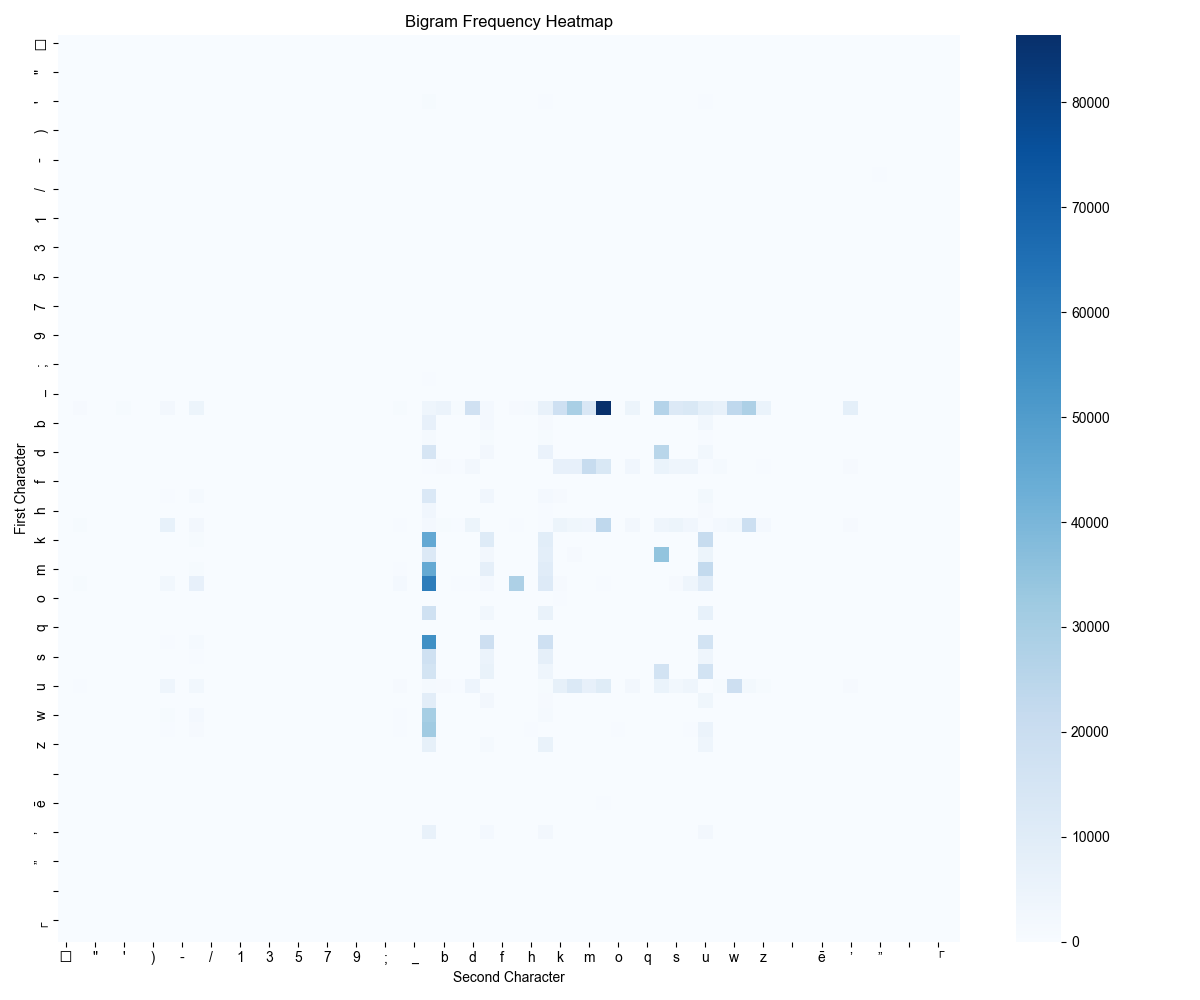 Bigram Frequency Heatmap
First Character
" ' ) - / 1 3 5 7 9 ; _ b d f h k m o q s u w z ē ’ ” ┌
" ' ) - / 1 3 5 7 9 ; _ b d f h k m o q s u w z ē ’ ” ┌
Second Character
80000
70000
60000
50000
40000
30000
20000
10000
0